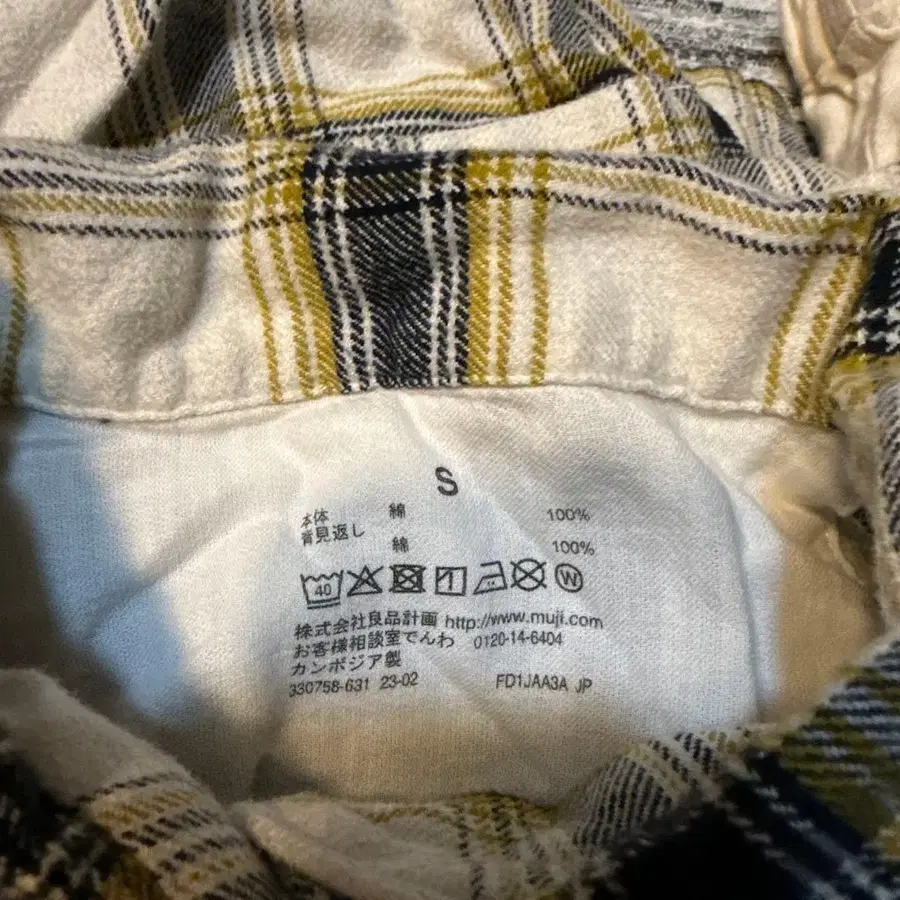 S
本体 綿 100%
背見返し 綿 100%
40
W
株式会社良品計画 http://www.muji.com
お客様相談室でんわ 0120-14-6404
カンボジア製
330758-631 23-02 FD1JAA3A JP